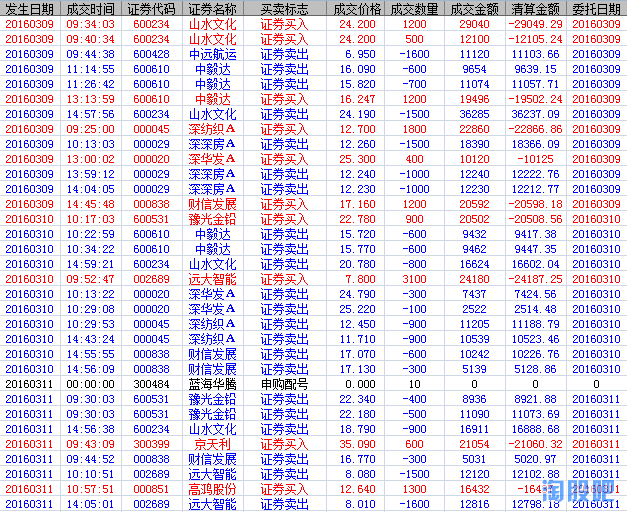 发生日期 成交时间 证券代码 证券名称 买卖标志 成交价格 成交数量 成交金额 清算金额 委托日期
20160309 09:34:03 600234 山水文化 证券买入 24.200 1200 29040 -29049.29 20160309
20160309 09:40:34 600234 山水文化 证券买入 24.200 500 12100 -12105.24 20160309
20160309 09:44:38 600428 中远航运 证券卖出 6.950 -1600 11120 11103.66 20160309
20160309 11:14:55 600610 中毅达 证券卖出 16.090 -600 9654 9639.15 20160309
20160309 11:26:42 600610 中毅达 证券卖出 15.820 -700 11074 11057.71 20160309
20160309 13:13:59 600610 中毅达 证券买入 16.247 1200 19496 -19502.24 20160309
20160309 14:57:56 600234 山水文化 证券卖出 24.190 -1500 36285 36237.09 20160309
20160309 09:25:00 000045 深纺织A 证券买入 12.700 1800 22860 -22866.86 20160309
20160309 10:13:03 000029 深深房A 证券卖出 12.260 -1500 18390 18366.09 20160309
20160309 13:00:02 000020 深华发A 证券买入 25.300 400 10120 -10125 20160309
20160309 13:59:12 000029 深深房A 证券卖出 12.240 -1000 12240 12222.76 20160309
20160309 14:04:05 000029 深深房A 证券卖出 12.230 -1000 12230 12212.77 20160309
20160309 14:45:48 000838 财信发展 证券买入 17.160 1200 20592 -20598.18 20160309
20160310 10:17:03 600531 豫光金铅 证券买入 22.780 900 20502 -20508.56 20160310
20160310 10:22:59 600610 中毅达 证券卖出 15.720 -600 9432 9417.38 20160310
20160310 10:34:22 600610 中毅达 证券卖出 15.770 -600 9462 9447.35 20160310
20160310 14:59:21 600234 山水文化 证券卖出 20.780 -800 16624 16602.04 20160310
20160310 09:52:47 002689 远大智能 证券买入 7.800 3100 24180 -24187.25 20160310
20160310 10:13:22 000020 深华发A 证券卖出 24.790 -300 7437 7424.56 20160310
20160310 10:29:08 000020 深华发A 证券卖出 25.220 -100 2522 2514.48 20160310
20160310 10:29:53 000045 深纺织A 证券卖出 12.450 -900 11205 11188.79 20160310
20160310 14:43:24 000045 深纺织A 证券卖出 11.710 -900 10539 10523.46 20160310
20160310 14:55:55 000838 财信发展 证券卖出 17.070 -600 10242 10226.76 20160310
20160310 14:56:09 000838 财信发展 证券卖出 17.130 -300 5139 5128.86 20160310
20160311 00:00:00 300484 蓝海华腾 申购配号 0.000 10 0 0 0
20160311 09:30:03 600531 豫光金铅 证券卖出 22.340 -400 8936 8921.88 20160311
20160311 09:30:03 600531 豫光金铅 证券卖出 22.180 -500 11090 11073.69 20160311
20160311 14:56:38 600234 山水文化 证券卖出 18.790 -900 16911 16888.68 20160311
20160311 09:43:09 300399 京天利 证券买入 35.090 600 21054 -21060.32 20160311
20160311 09:44:52 000838 财信发展 证券卖出 16.770 -300 5031 5020.97 20160311
20160311 10:10:51 002689 远大智能 证券卖出 8.080 -1500 12120 12102.88 20160311
20160311 10:57:51 000851 高鸿股份 证券买入 12.640 1300 16432 20160311
20160311 14:05:01 002689 远大智能 证券卖出 8.010 -1600 12816 12798.18 20160311
淘股吧